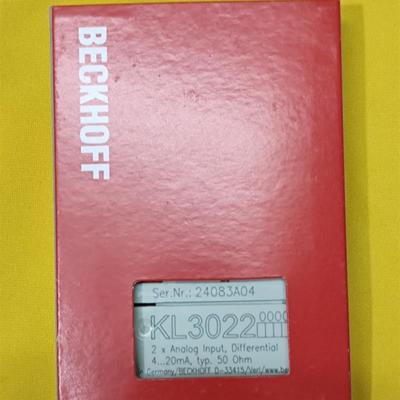 BECKHOFF
Ser.Nr.: 24083A04
KL3022 0000
2 x Analog Input, Differential
4...20mA, typ. 50 Ohm
Germany/BECKHOFF D-33415/Verl/www.be